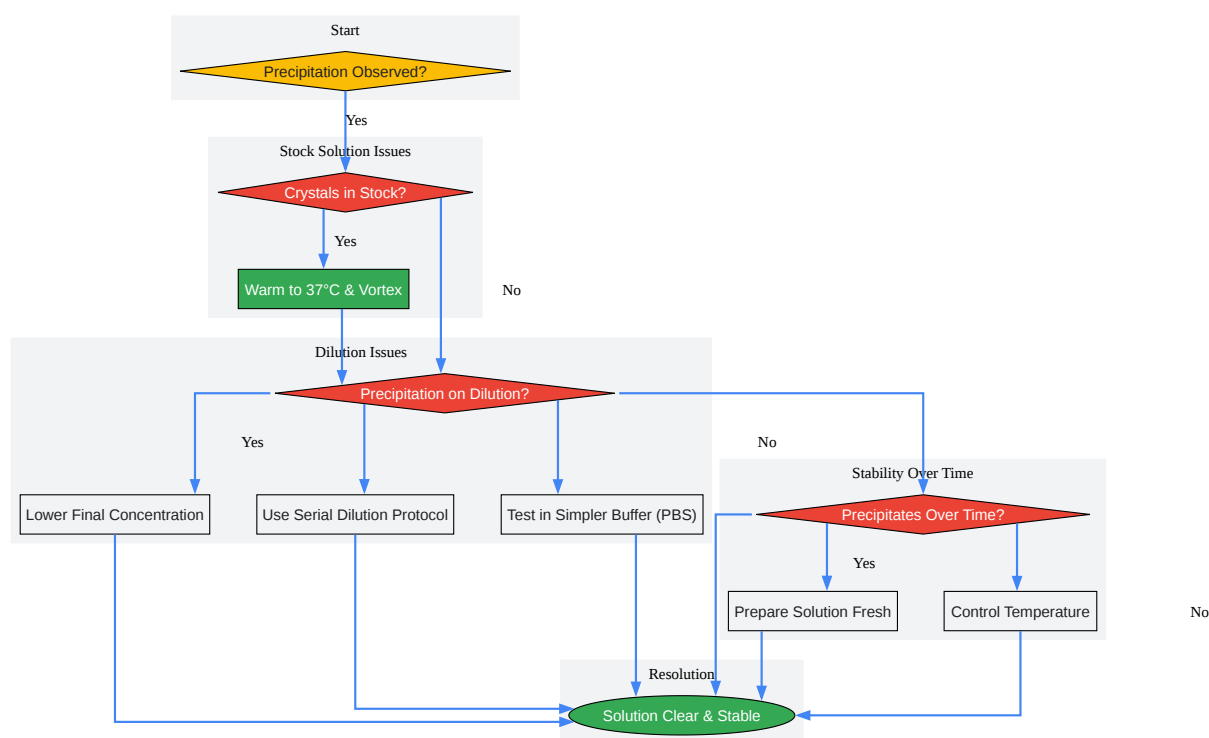 Start
Precipitation Observed?
Yes
Stock Solution Issues
Crystals in Stock?
Yes
Warm to 37°C & Vortex
No
Dilution Issues
Precipitation on Dilution?
Yes
No
Stability Over Time
Lower Final Concentration
Use Serial Dilution Protocol
Test in Simpler Buffer (PBS)
Precipitates Over Time?
Yes
Prepare Solution Fresh
Control Temperature
No
Resolution
Solution Clear & Stable